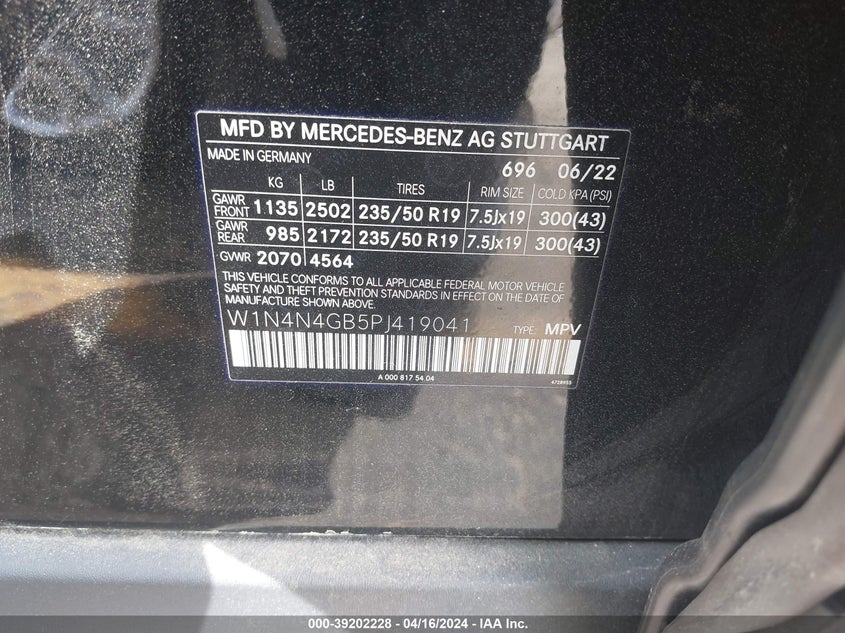 MFD BY MERCEDES-BENZ AG STUTTGART
MADE IN GERMANY 696 06/22
KG LB TIRES RIM SIZE COLD KPA (PSI)
GAWR FRONT 1135 2502 235/50 R19 7.5Jx19 300(43)
GAWR REAR 985 2172 235/50 R19 7.5Jx19 300(43)
GVWR 2070 4564
THIS VEHICLE CONFORMS TO ALL APPLICABLE FEDERAL MOTOR VEHICLE
SAFETY AND THEFT PREVENTION STANDARDS IN EFFECT ON THE DATE OF
MANUFACTURE SHOWN ABOVE.
W1N4N4GB5PJ419041 TYPE: MPV
A 000 817 54 04
000-39202228 - 04/16/2024 - IAA Inc.